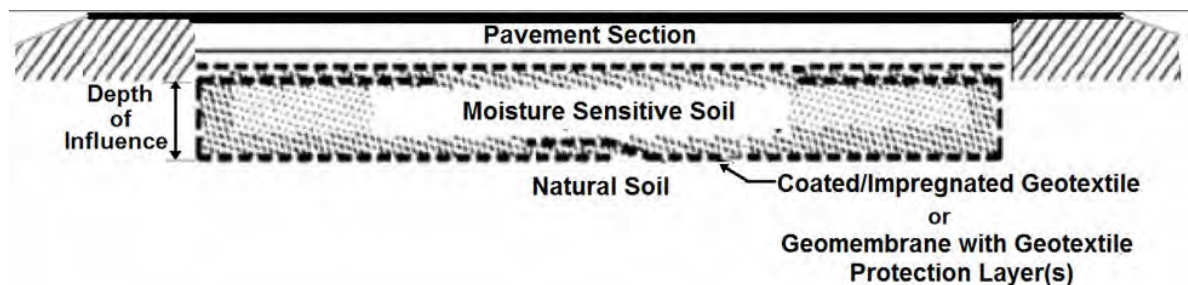 Pavement Section
Depth
of
Influence
Moisture Sensitive Soil
Natural Soil
Coated/Impregnated Geotextile
or
Geomembrane with Geotextile
Protection Layer(s)